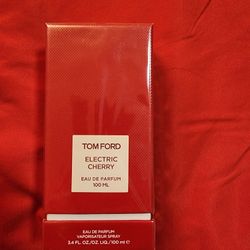 TOM FORD
ELECTRIC
CHERRY
EAU DE PARFUM
100 ML
EAU DE PARFUM
VAPORISATEUR SPRAY
3.4 FL. OZ./OZ. LIQ./100 ml ℮